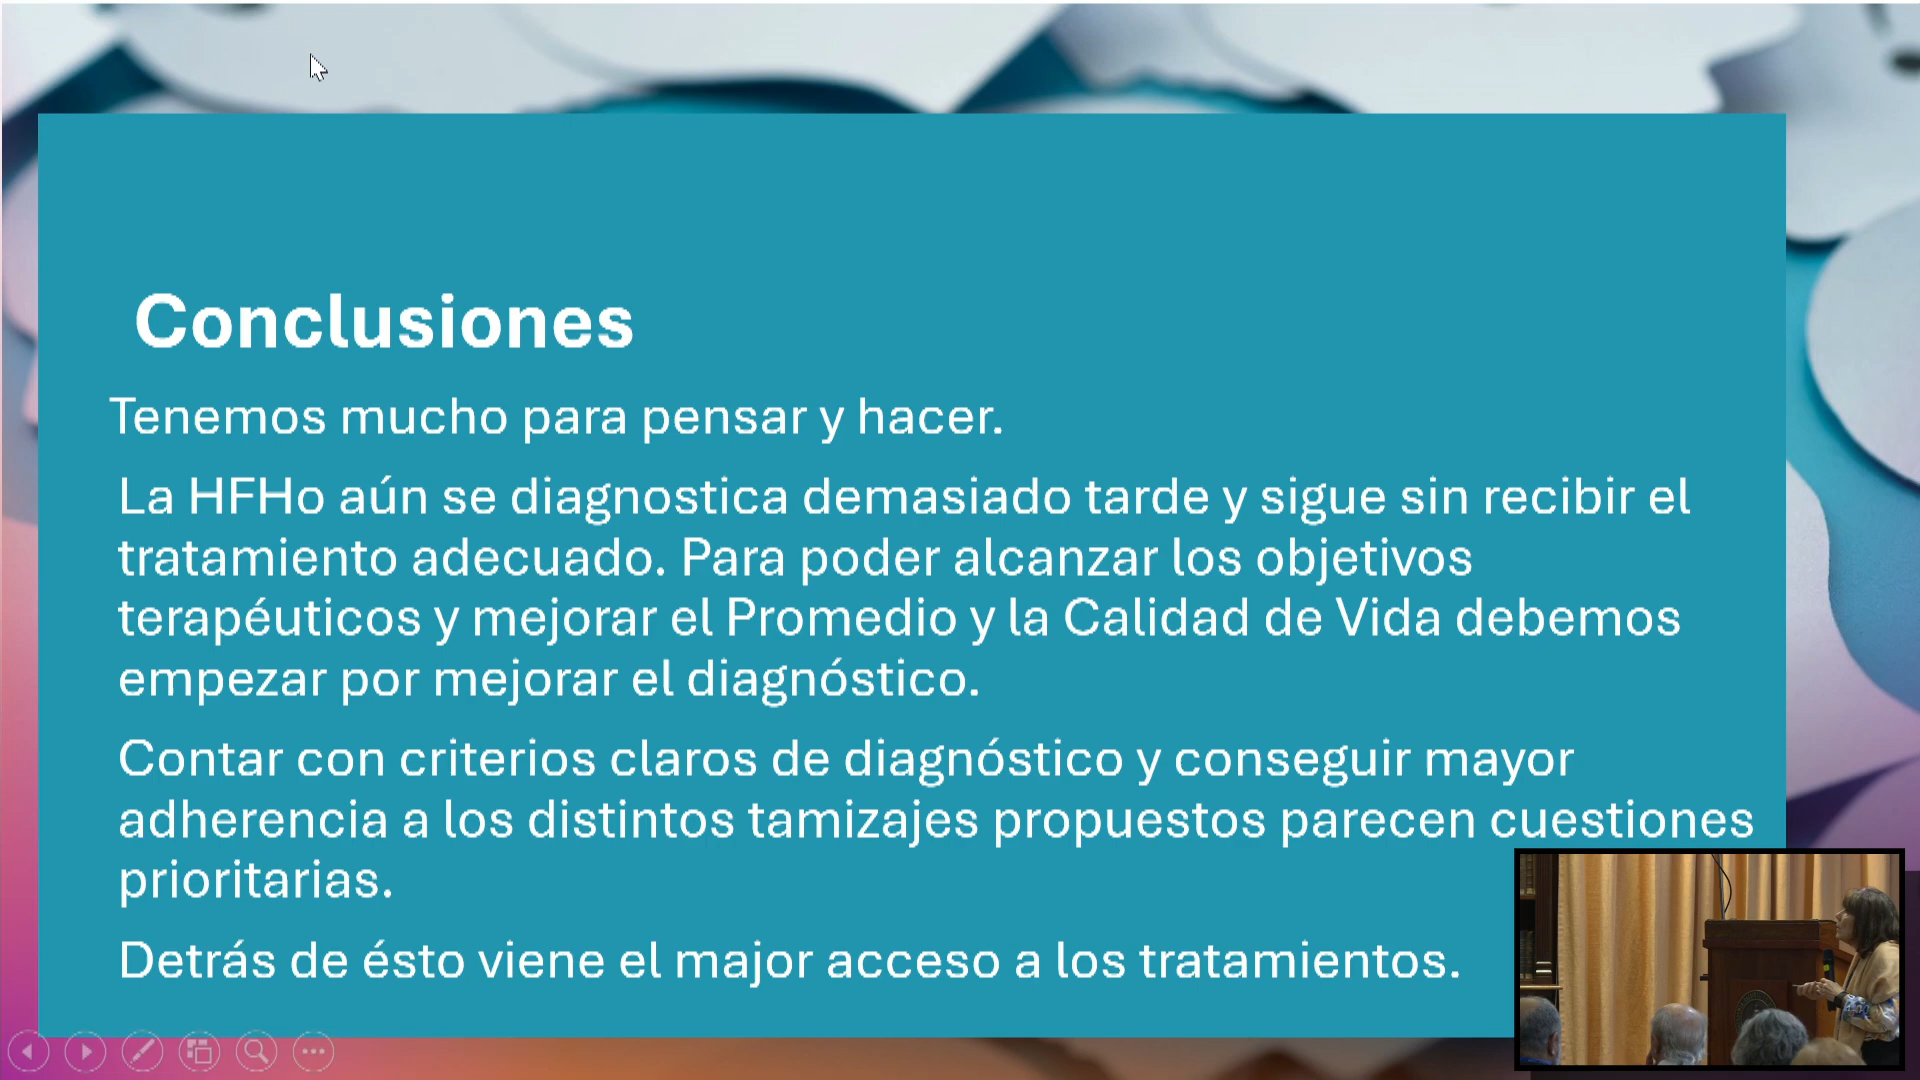 Conclusiones
Tenemos mucho para pensar y hacer.
La HFHo aún se diagnostica demasiado tarde y sigue sin recibir el
tratamiento adecuado. Para poder alcanzar los objetivos
terapéuticos y mejorar el Promedio y la Calidad de Vida debemos
empezar por mejorar el diagnóstico.
Contar con criterios claros de diagnóstico y conseguir mayor
adherencia a los distintos tamizajes propuestos parecen cuestiones
prioritarias.
Detrás de ésto viene el major acceso a los tratamientos.